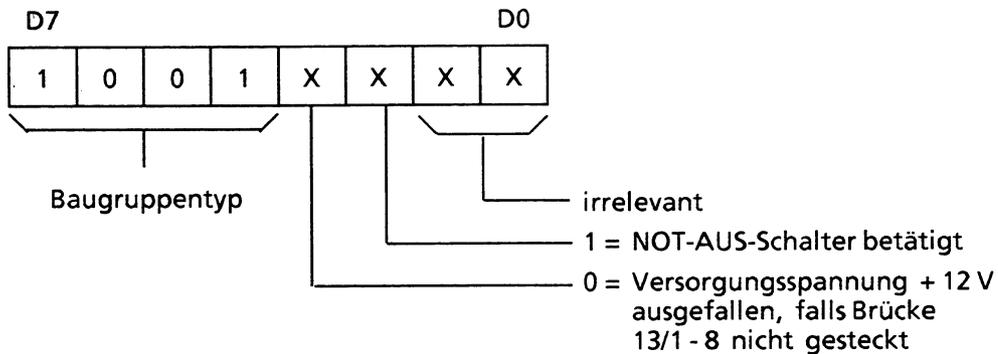 D7 D0
1 0 0 1 X X X X
Baugruppentyp
irrelevant
1 = NOT-AUS-Schalter betätigt
0 = Versorgungsspannung + 12 V
ausgefallen, falls Brücke
13/1 - 8 nicht gesteckt